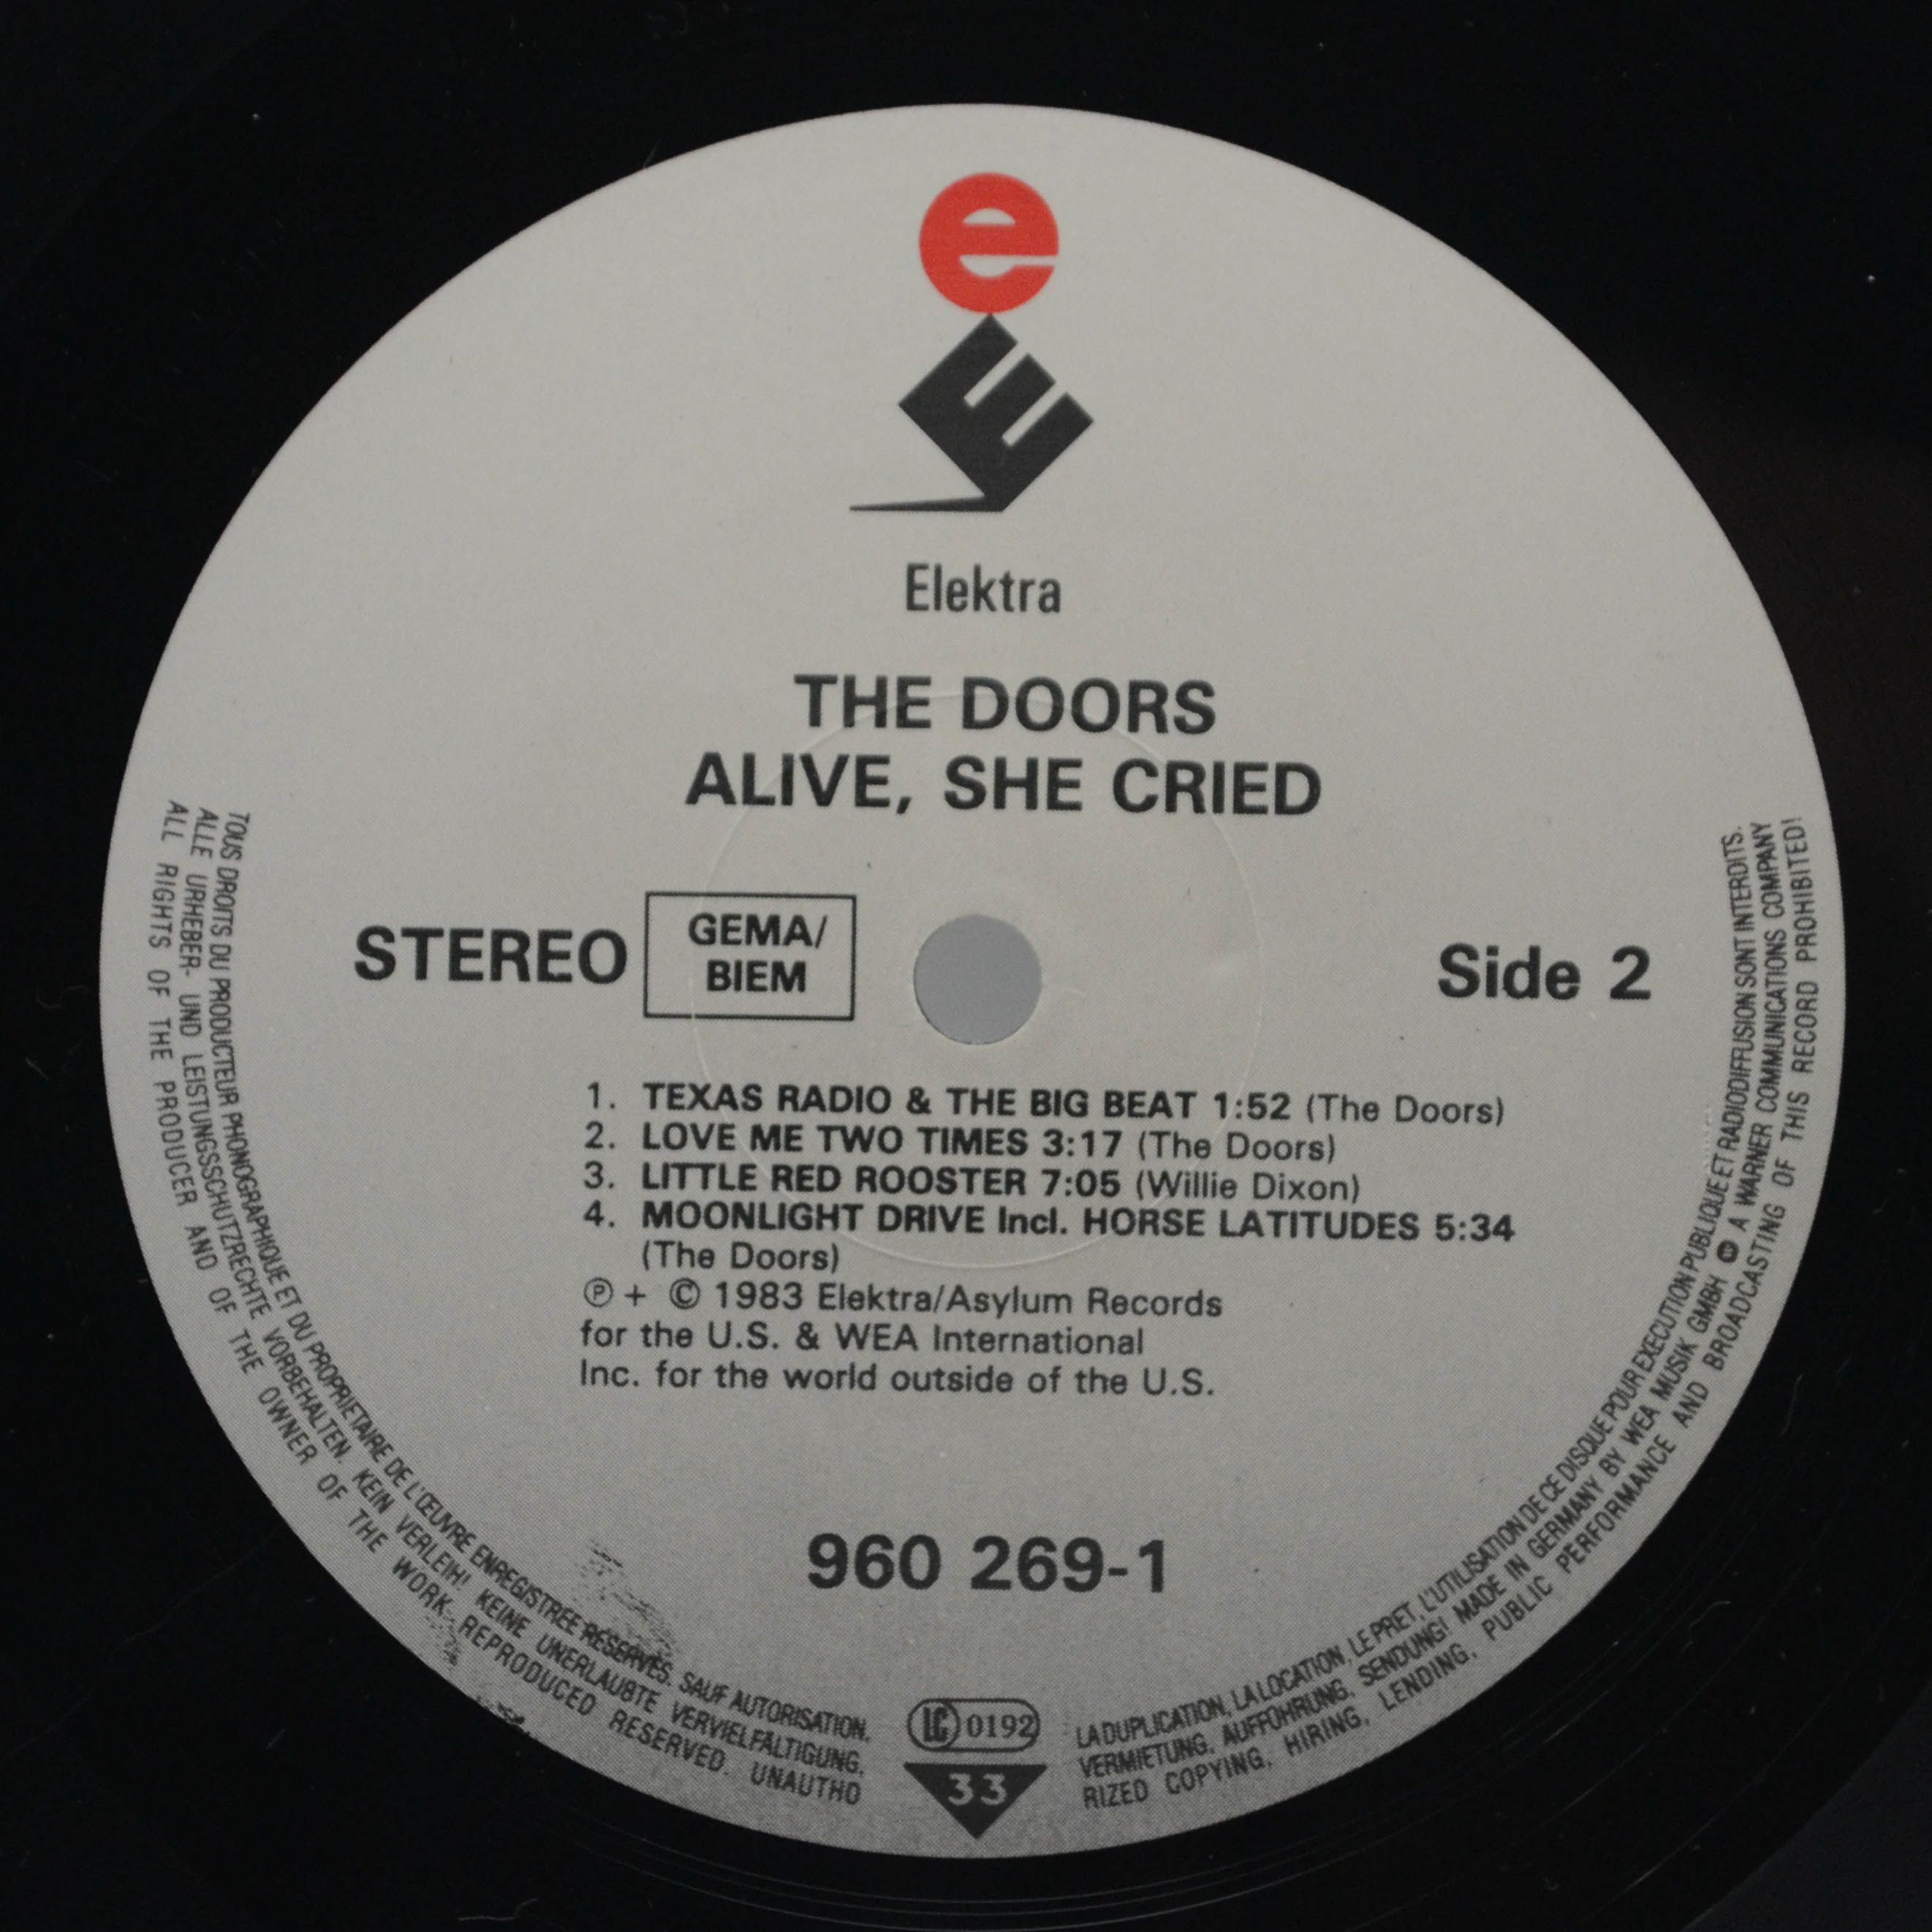 e
E
Elektra
THE DOORS
ALIVE, SHE CRIED
STEREO
GEMA/
BIEM
Side 2
1. TEXAS RADIO & THE BIG BEAT 1:52 (The Doors)
2. LOVE ME TWO TIMES 3:17 (The Doors)
3. LITTLE RED ROOSTER 7:05 (Willie Dixon)
4. MOONLIGHT DRIVE Incl. HORSE LATITUDES 5:34
(The Doors)
℗ + © 1983 Elektra/Asylum Records
for the U.S. & WEA International
Inc. for the world outside of the U.S.
960 269-1
TOUS DROITS DU PRODUCTEUR PHONOGRAPHIQUE ET DU PROPRIETAIRE DE L'ŒUVRE ENREGISTREE RESERVES. SAUF AUTORISATION, LA DUPLICATION, LA LOCATION, LE PRET, L'UTILISATION DE CE DISQUE POUR EXECUTION PUBLIQUE ET RADIODIFFUSION SONT INTERDITS.
ALLE URHEBER- UND LEISTUNGSSCHUTZRECHTE VORBEHALTEN. KEIN VERLEIH! KEINE UNERLAUBTE VERVIELFÄLTIGUNG, VERMIETUNG, AUFFÜHRUNG, SENDUNG! MADE IN GERMANY BY WEA MUSIK GMBH A WARNER COMMUNICATIONS COMPANY
ALL RIGHTS OF THE PRODUCER AND OF THE OWNER OF THE WORK REPRODUCED RESERVED. UNAUTHORIZED COPYING, HIRING, LENDING, PUBLIC PERFORMANCE AND BROADCASTING OF THIS RECORD PROHIBITED!
LC 0192
33